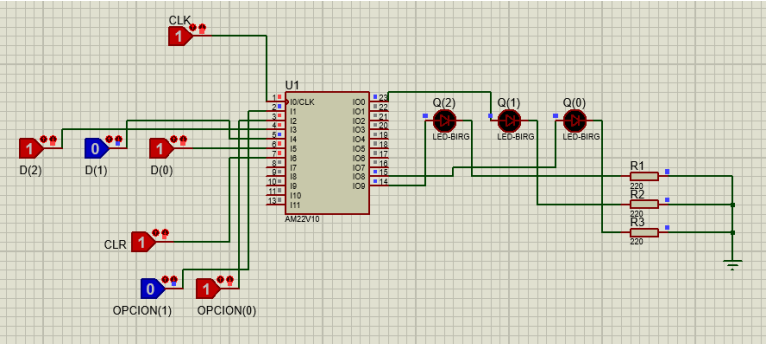 CLK
1
U1
1 I0/CLK IO0 23
2 I1 IO1 22
3 I2 IO2 21
4 I3 IO3 20
5 I4 IO4 19
6 I5 IO5 18
7 I6 IO6 17
8 I7 IO7 16
9 I8 IO8 15
10 I9 IO9 14
11 I10
13 I11
AM22V10
Q(2) Q(1) Q(0)
LED-BIRG LED-BIRG LED-BIRG
1 0 1
D(2) D(1) D(0)
R1
220
R2
220
R3
220
CLR 1
0 1
OPCION(1) OPCION(0)